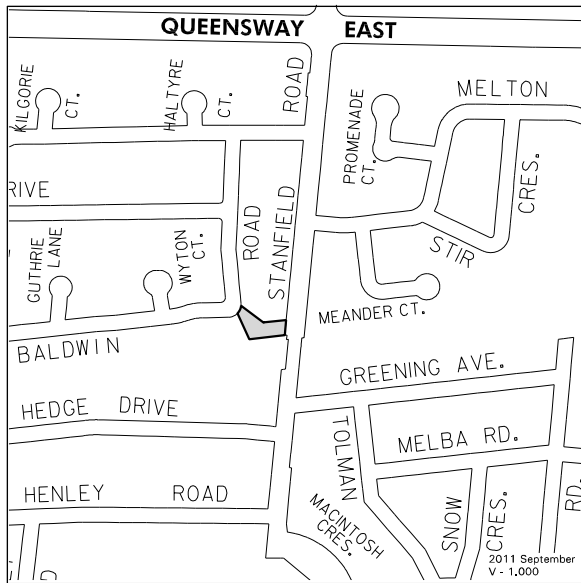 QUEENSWAY EAST
KILGORIE
CT.
HALTYRE
CT.
ROAD
PROMENADE
CT.
MELTON
CRES.
RIVE
ROAD
STANFIELD
STIR
GUTHRIE
LANE
WYTON
CT.
MEANDER CT.
BALDWIN
GREENING AVE.
HEDGE DRIVE
TOLMAN
MELBA RD.
HENLEY ROAD
MACINTOSH
CRES.
SNOW
CRES.
RD.
2011 September
V - 1,000